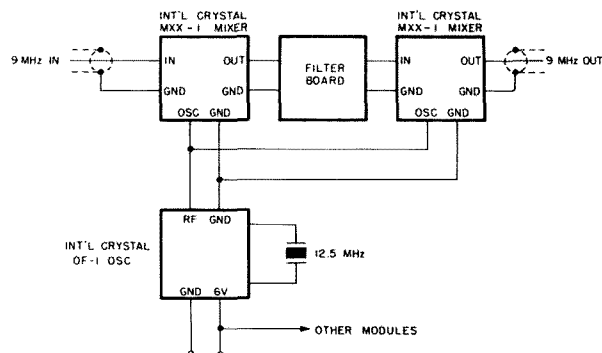 INT'L CRYSTAL
MXX-1 MIXER
INT'L CRYSTAL
MXX-1 MIXER
9 MHz IN
IN
OUT
GND
GND
OSC GND
FILTER
BOARD
IN
OUT
GND
GND
OSC GND
9 MHz OUT
INT'L CRYSTAL
OF-1 OSC
RF GND
GND 6V
12.5 MHz
OTHER MODULES